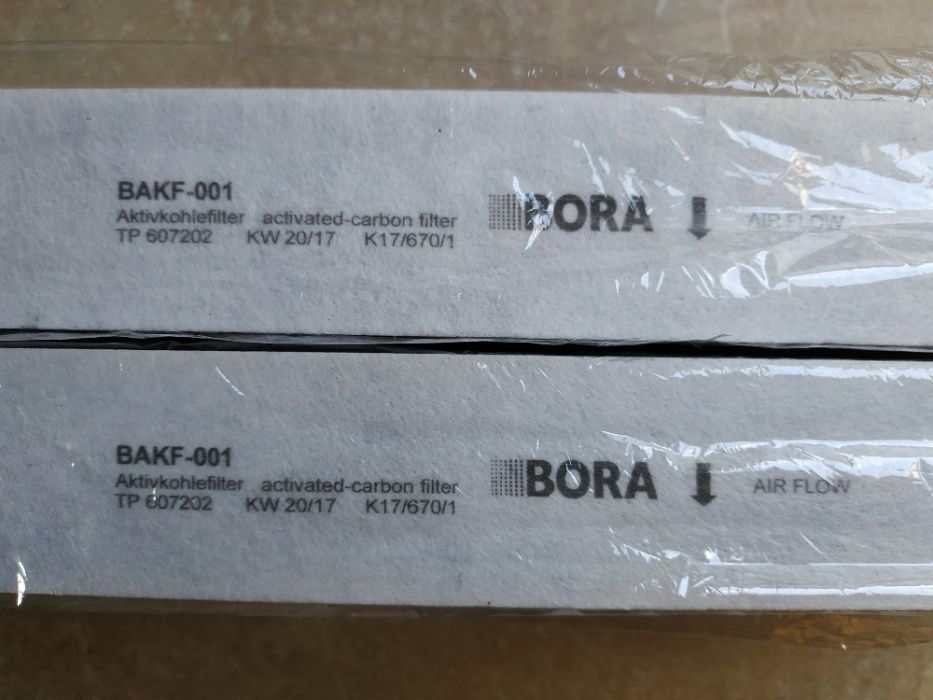 BAKF-001
Aktivkohlefilter activated-carbon filter
TP 607202 KW 20/17 K17/670/1
BORA AIR FLOW
BAKF-001
Aktivkohlefilter activated-carbon filter
TP 607202 KW 20/17 K17/670/1
BORA AIR FLOW